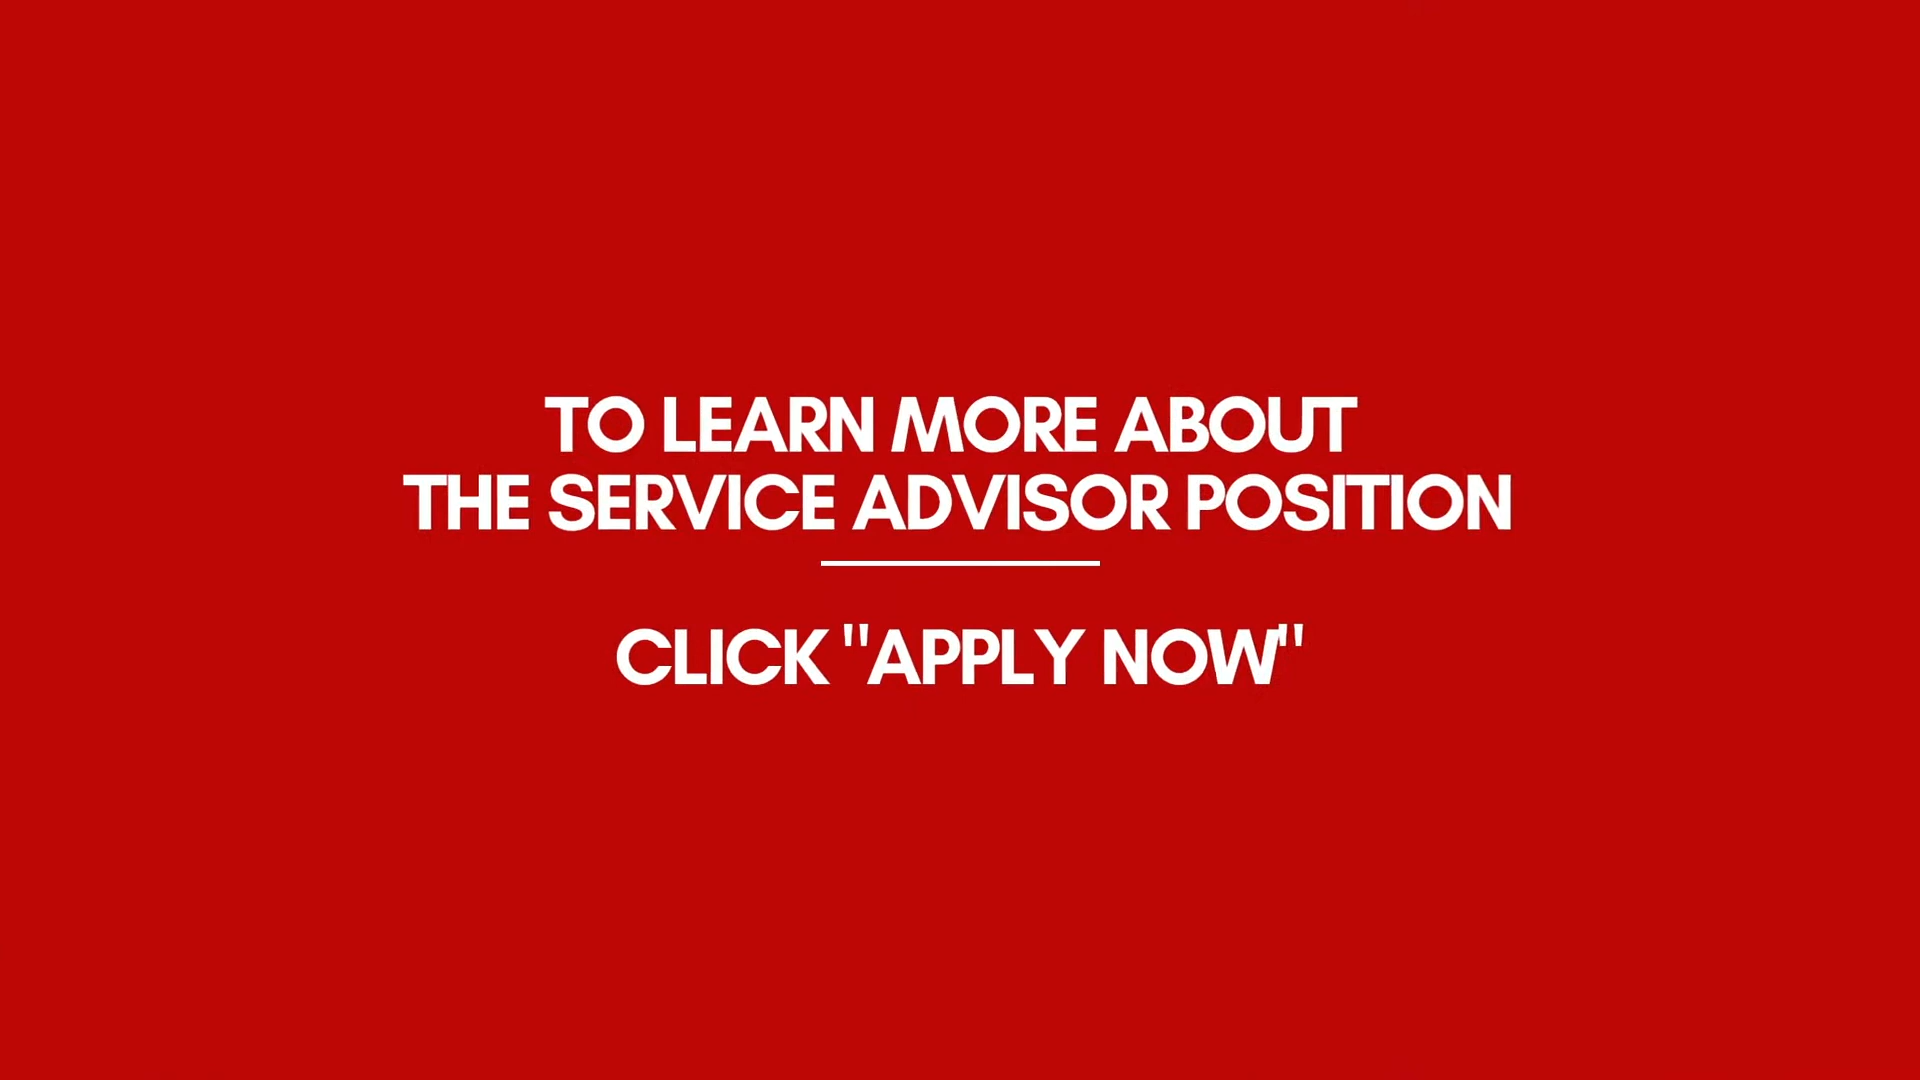 TO LEARN MORE ABOUT
THE SERVICE ADVISOR POSITION
CLICK "APPLY NOW"